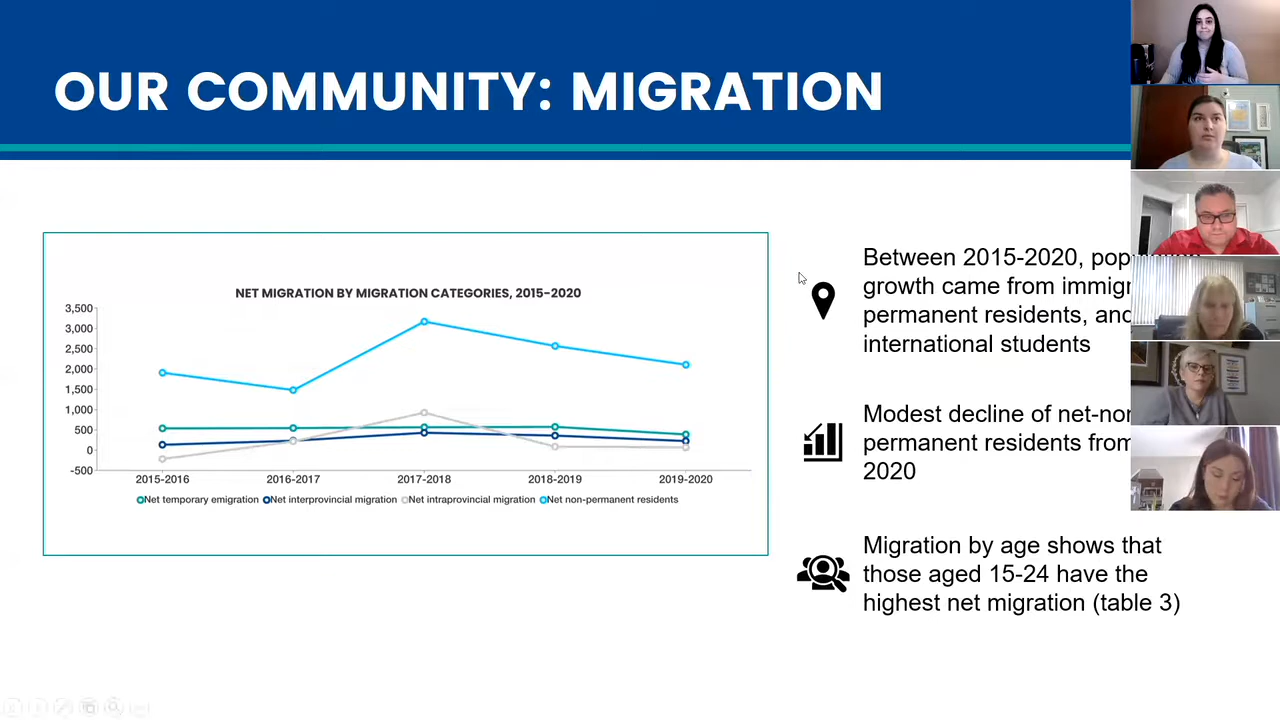 OUR COMMUNITY: MIGRATION
NET MIGRATION BY MIGRATION CATEGORIES, 2015-2020
3,500
3,000
2,500
2,000
1,500
1,000
500
0
-500
2015-2016 2016-2017 2017-2018 2018-2019 2019-2020
Net temporary emigration Net interprovincial migration Net intraprovincial migration Net non-permanent residents
Between 2015-2020,
growth came from
permanent residents, and
international students
Modest decline of
permanent residents from
2020
Migration by age shows that
those aged 15-24 have the
highest net migration (table 3)